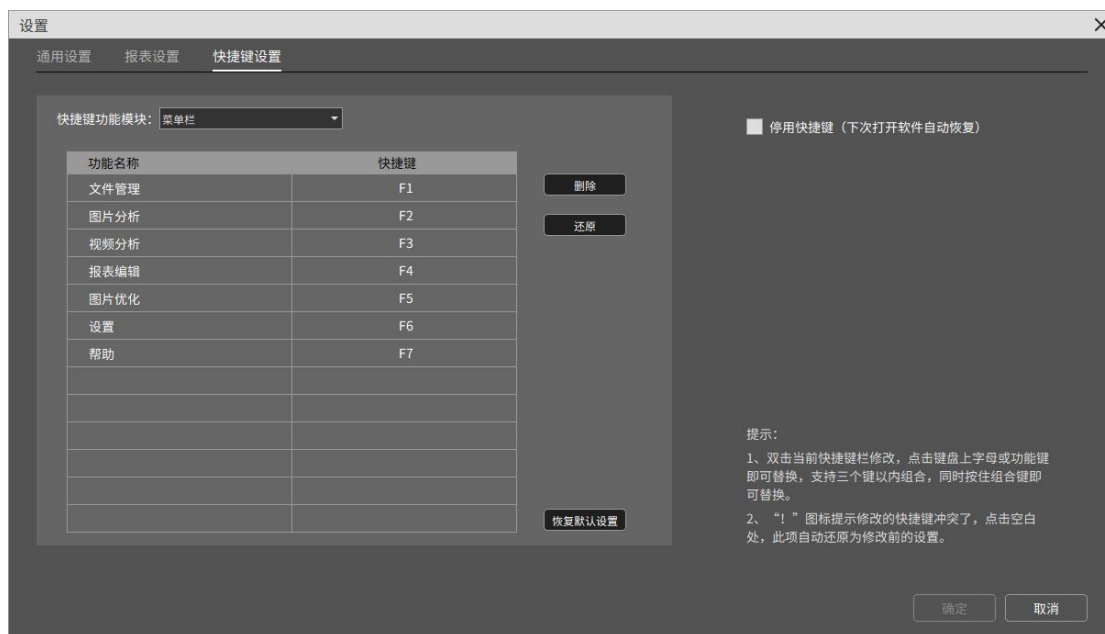 设置
通用设置 报表设置 快捷键设置
快捷键功能模块: 菜单栏
停用快捷键（下次打开软件自动恢复）
功能名称 快捷键
文件管理 F1
删除
图片分析 F2
还原
视频分析 F3
报表编辑 F4
图片优化 F5
设置 F6
帮助 F7
恢复默认设置
提示:
1、双击当前快捷键栏修改，点击键盘上字母或功能键
即可替换，支持三个键以内组合，同时按住组合键即
可替换。
2、“！”图标提示修改的快捷键冲突了，点击空白
处，此项自动还原为修改前的设置。
确定 取消